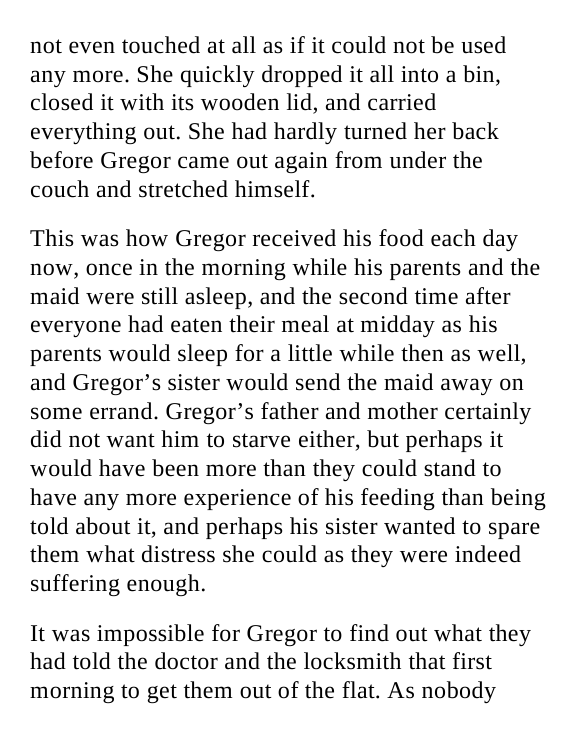 not even touched at all as if it could not be used
any more. She quickly dropped it all into a bin,
closed it with its wooden lid, and carried
everything out. She had hardly turned her back
before Gregor came out again from under the
couch and stretched himself.
This was how Gregor received his food each day
now, once in the morning while his parents and the
maid were still asleep, and the second time after
everyone had eaten their meal at midday as his
parents would sleep for a little while then as well,
and Gregor’s sister would send the maid away on
some errand. Gregor’s father and mother certainly
did not want him to starve either, but perhaps it
would have been more than they could stand to
have any more experience of his feeding than being
told about it, and perhaps his sister wanted to spare
them what distress she could as they were indeed
suffering enough.
It was impossible for Gregor to find out what they
had told the doctor and the locksmith that first
morning to get them out of the flat. As nobody